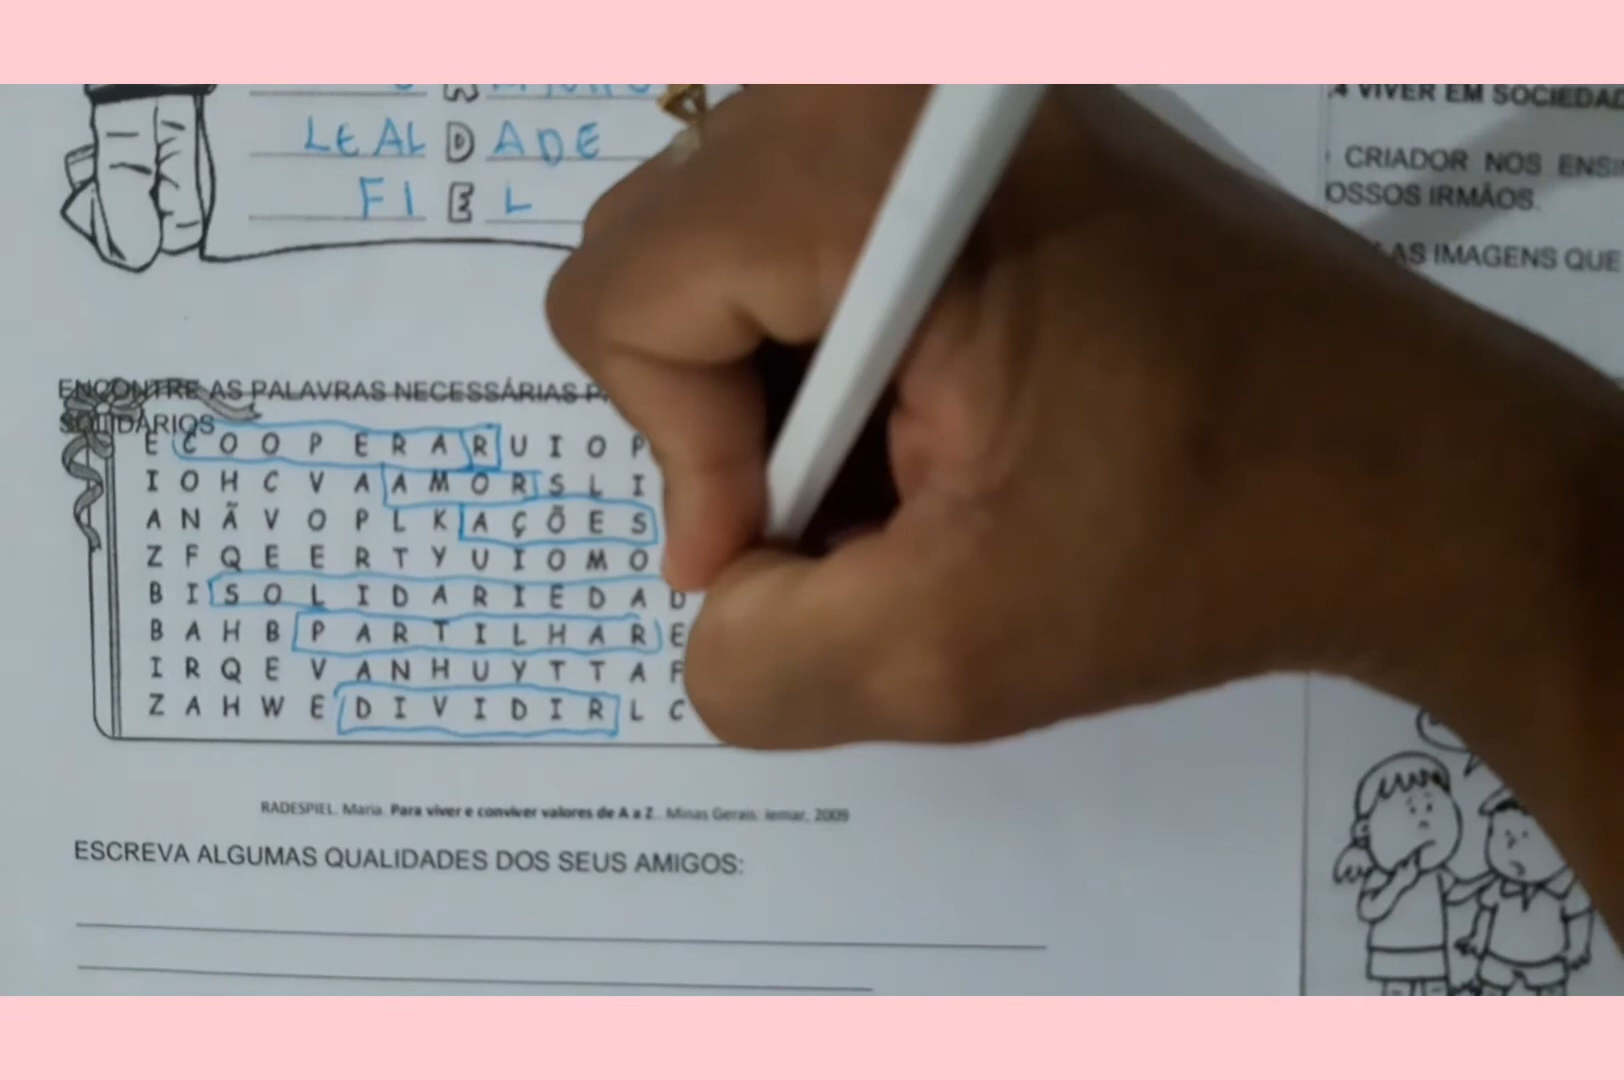 LEALDADE
FIEL
ENCONTRE AS PALAVRAS NECESSÁRIAS
SOLIDÁRIOS
E C O O P E R A R U I O P
I O H C V A A M O R S L I
A N Ã V O P L K A Ç Õ E S
Z F Q E E R T Y U I O M O
B I S O L I D A R I E D A D
B A H B P A R T I L H A R E
I R Q E V A N H U Y T T A F
Z A H W E D I V I D I R L C
RADESPIEL. Maria. Para viver e conviver valores de A a Z.. Minas Gerais: Iemar, 2009
ESCREVA ALGUMAS QUALIDADES DOS SEUS AMIGOS:
VIVER EM SOCIEDAD
CRIADOR NOS ENSI
OSSOS IRMÃOS.
AS IMAGENS QUE